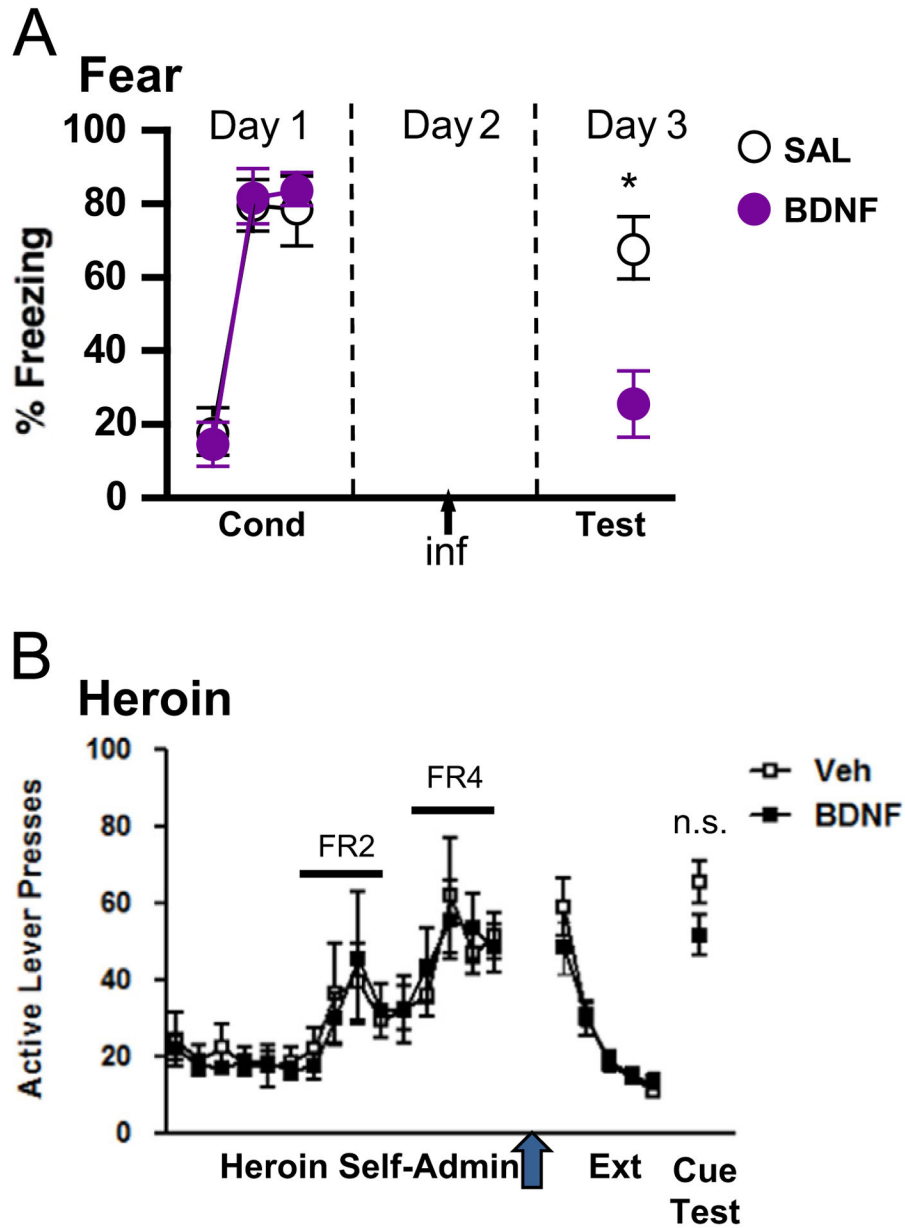 A
Fear
Day 1 Day 2 Day 3
SAL
BDNF
*
% Freezing
100
80
60
40
20
0
Cond
inf
Test
B
Heroin
Veh
BDNF
Active Lever Presses
100
80
60
40
20
0
FR2
FR4
n.s.
Heroin Self-Admin
Ext
Cue
Test